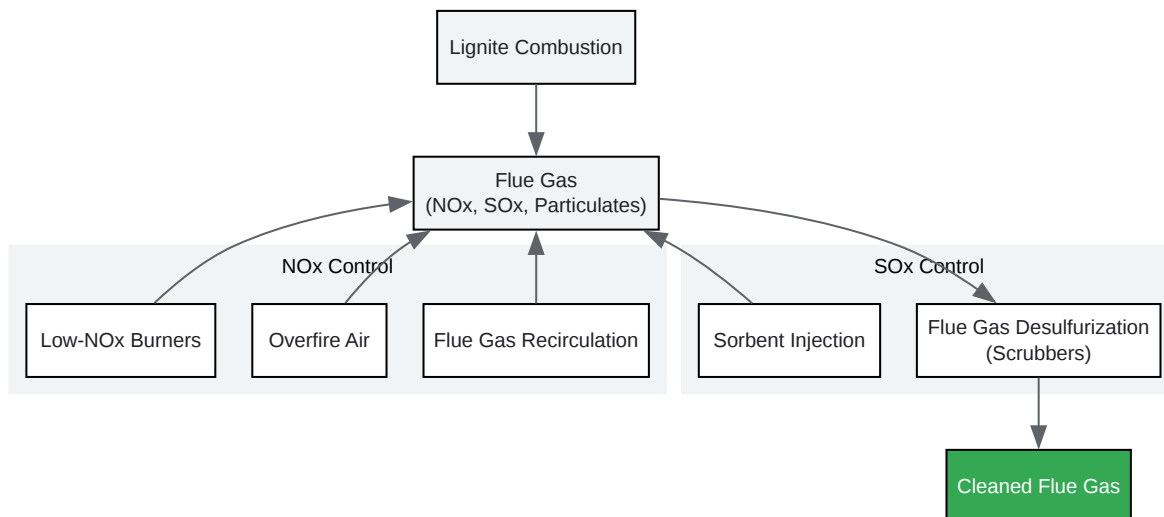 Lignite Combustion
Flue Gas
(NOx, SOx, Particulates)
NOx Control
SOx Control
Low-NOx Burners
Overfire Air
Flue Gas Recirculation
Sorbent Injection
Flue Gas Desulfurization
(Scrubbers)
Cleaned Flue Gas